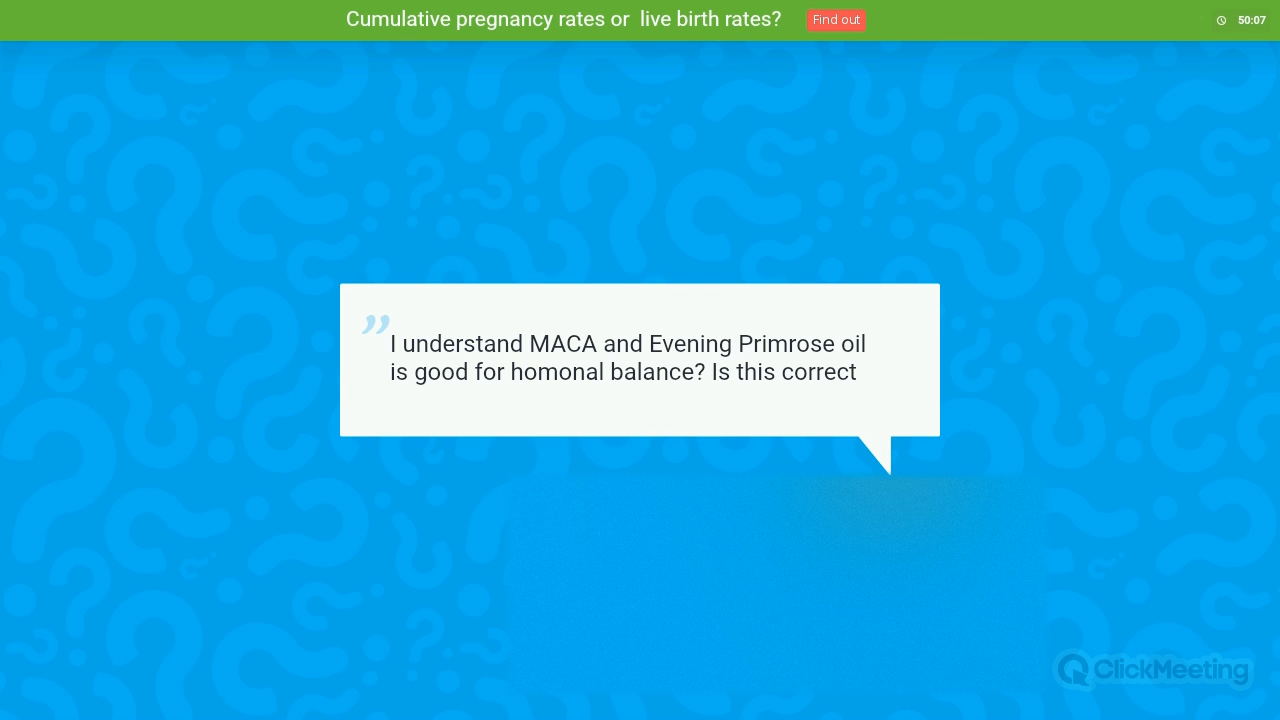 Cumulative pregnancy rates or  live birth rates? Find out 50:07
I understand MACA and Evening Primrose oil
is good for homonal balance? Is this correct
ClickMeeting